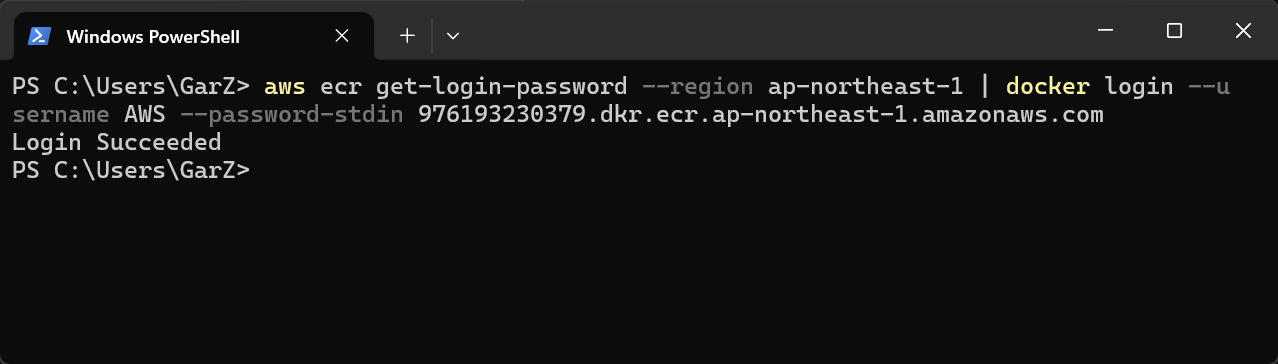 Windows PowerShell
PS C:\Users\GarZ> aws ecr get-login-password --region ap-northeast-1 | docker login --u
sername AWS --password-stdin 976193230379.dkr.ecr.ap-northeast-1.amazonaws.com
Login Succeeded
PS C:\Users\GarZ>